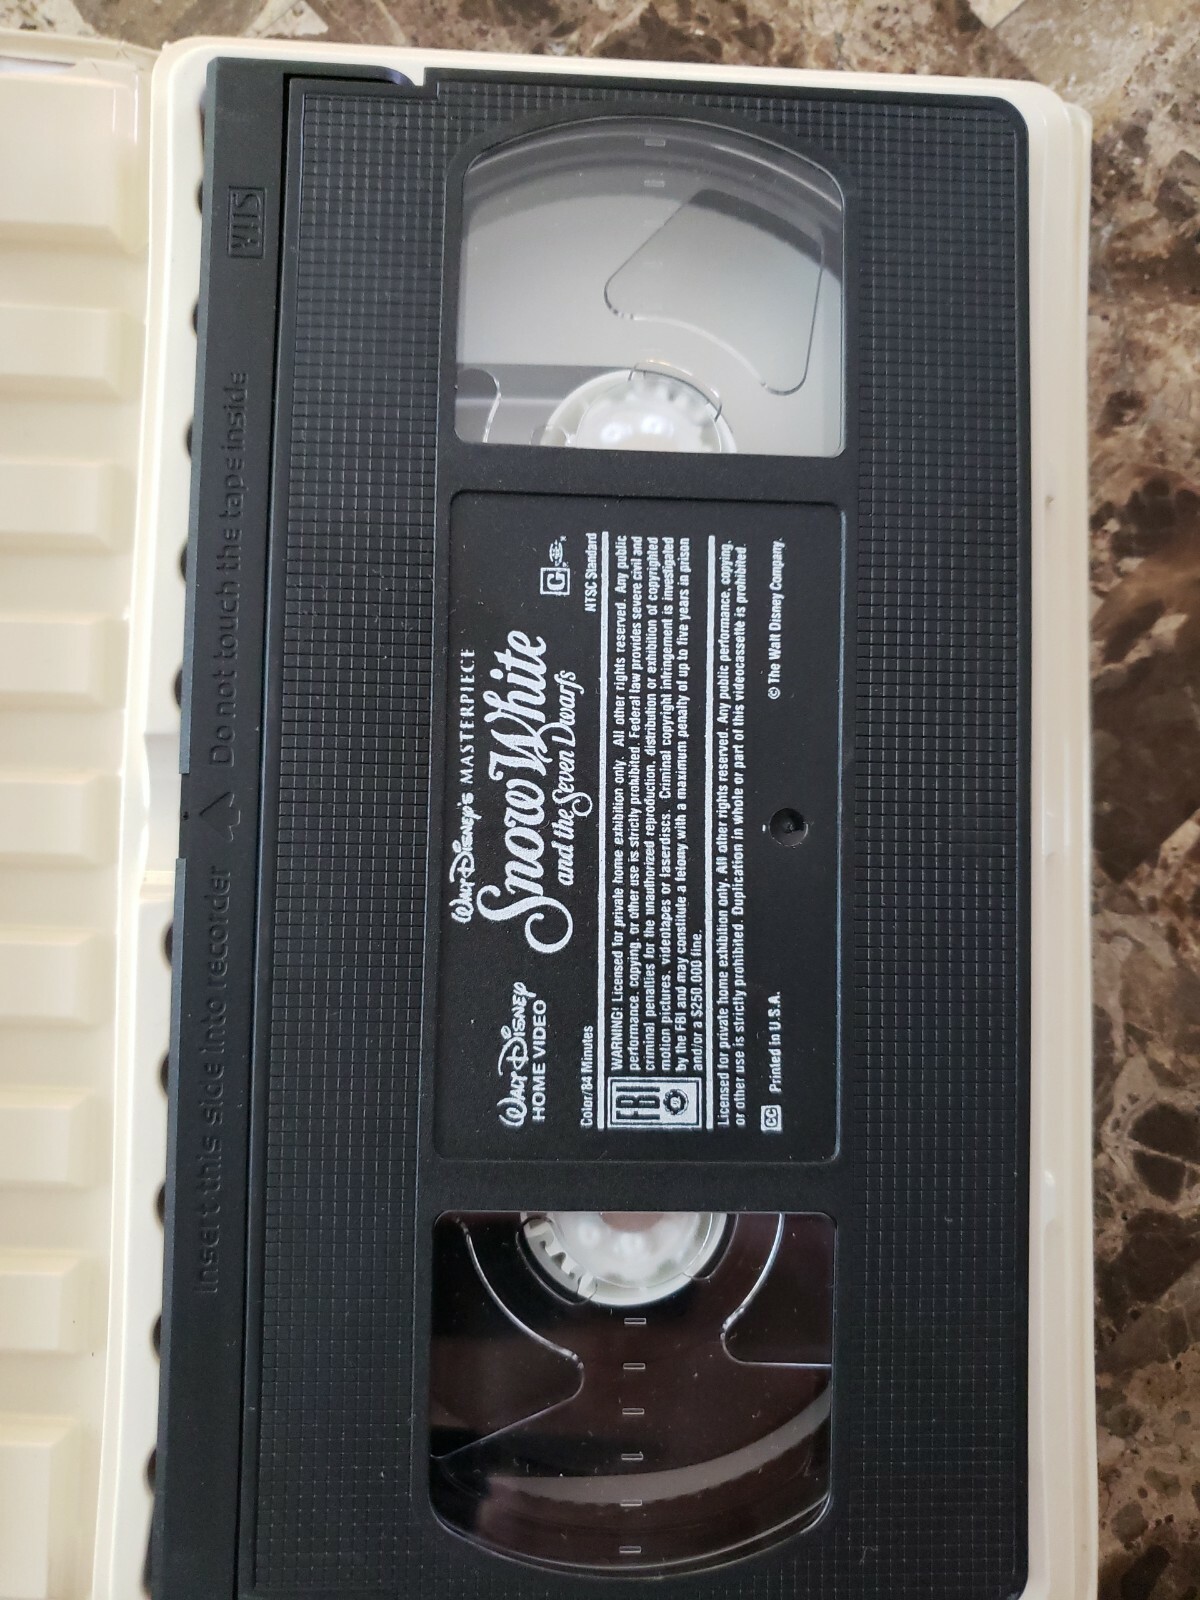 VHS
Insert this side into recorder △ Do not touch the tape inside
WALT DISNEY'S MASTERPIECE
Snow White
and the Seven Dwarfs
WALT DISNEY
HOME VIDEO
G
Color/84 Minutes
NTSC Standard
FBI
WARNING! Licensed for private home exhibition only. All other rights reserved. Any public
performance, copying, or other use is strictly prohibited. Federal law provides severe civil and
criminal penalties for the unauthorized reproduction, distribution or exhibition of copyrighted
motion pictures, videotapes or laserdiscs. Criminal copyright infringement is investigated
by the FBI and may constitute a felony with a maximum penalty of up to five years in prison
and/or a $250,000 fine.
Licensed for private home exhibition only. All other rights reserved. Any public performance, copying,
or other use is strictly prohibited. Duplication in whole or part of this videocassette is prohibited.
CC Printed in U.S.A.
© The Walt Disney Company.